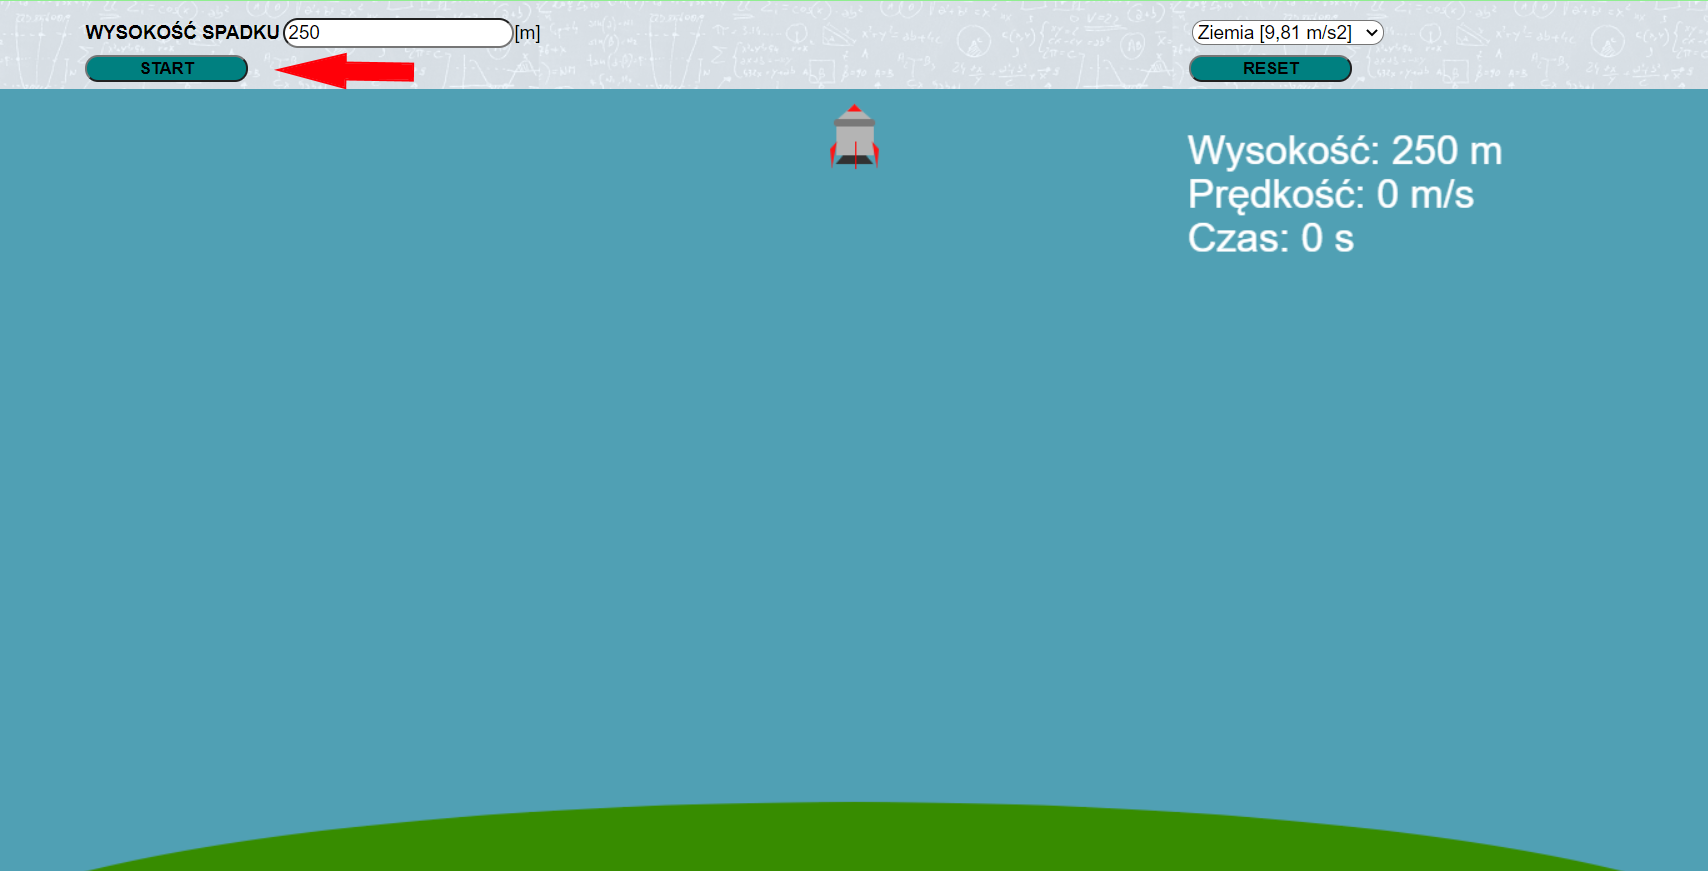 WYSOKOŚĆ SPADKU 250 [m]
Ziemia [9,81 m/s2]
START
RESET
Wysokość: 250 m
Prędkość: 0 m/s
Czas: 0 s